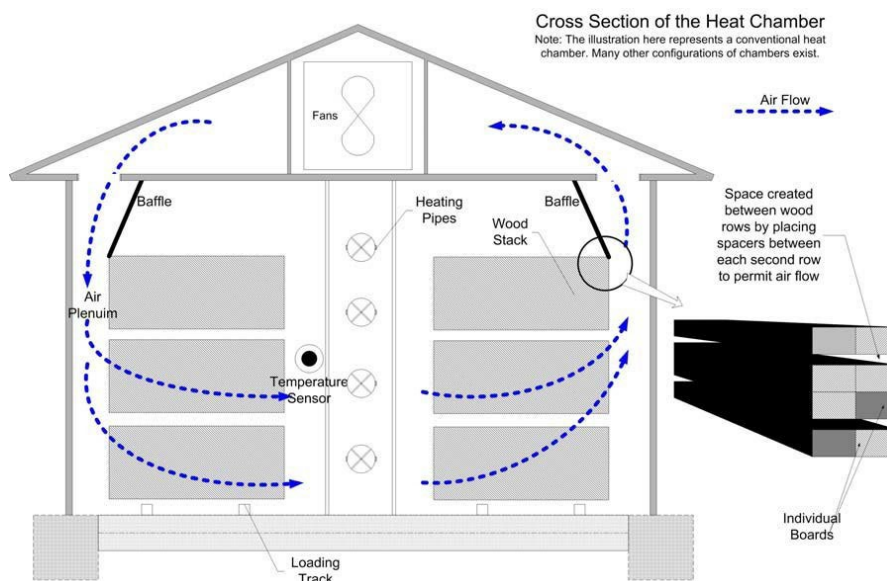 Cross Section of the Heat Chamber
Note: The illustration here represents a conventional heat
chamber. Many other configurations of chambers exist.
Air Flow
Fans
Baffle
Heating
Pipes
Baffle
Wood
Stack
Space created
between wood
rows by placing
spacers between
each second row
to permit air flow
Air
Plenuim
Temperature
Sensor
Individual
Boards
Loading
Track